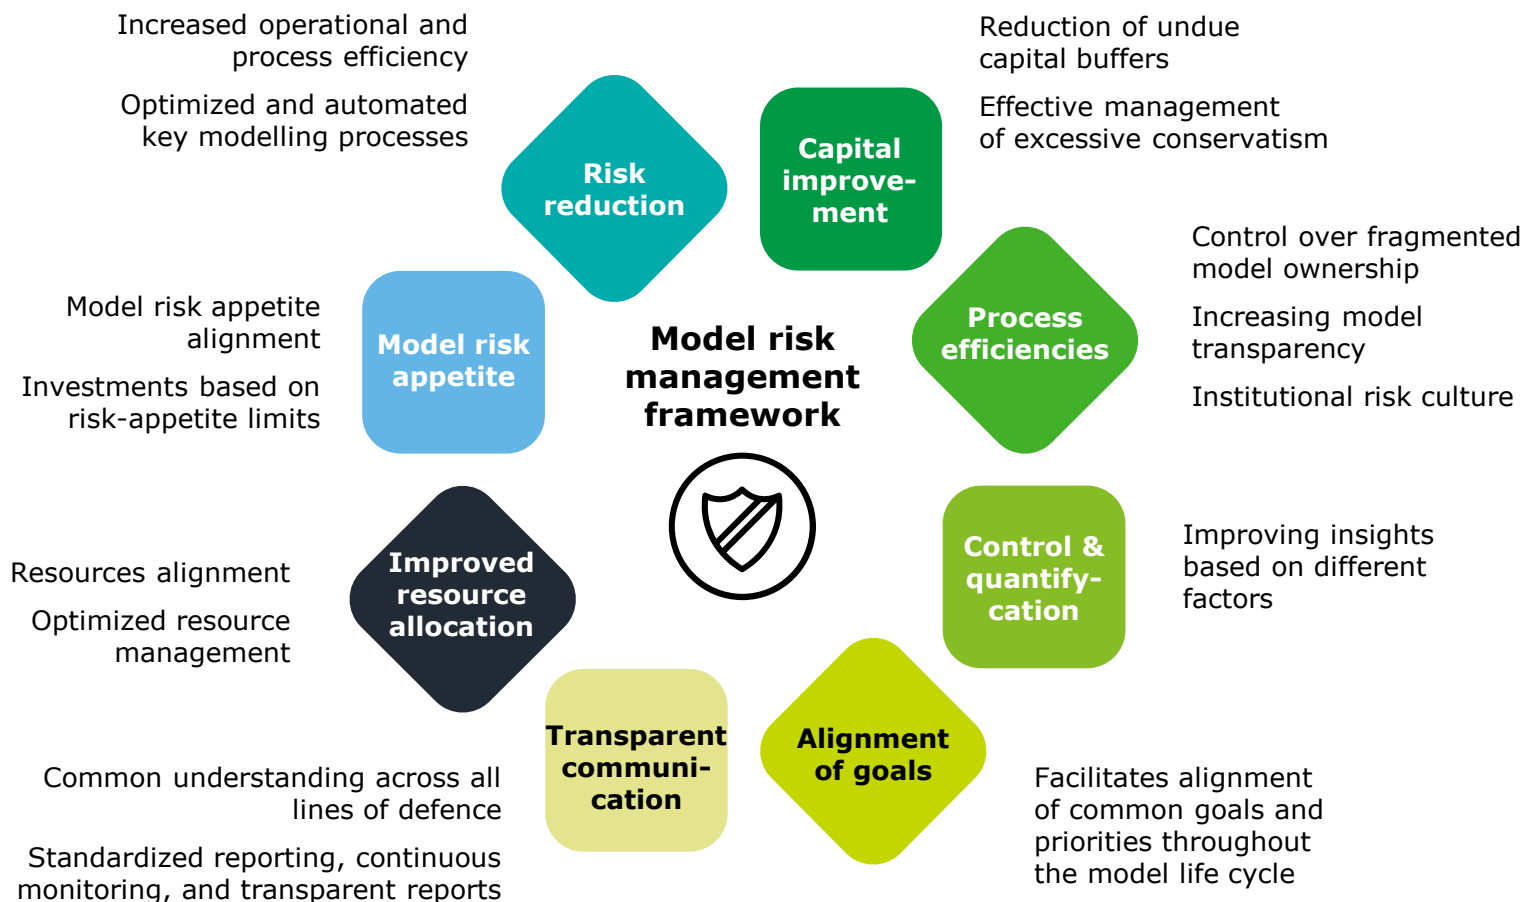 Increased operational and
process efficiency
Optimized and automated
key modelling processes
Risk
reduction
Capital
improve-
ment
Reduction of undue
capital buffers
Effective management
of excessive conservatism
Process
efficiencies
Control over fragmented
model ownership
Increasing model
transparency
Institutional risk culture
Model risk appetite
alignment
Investments based on
risk-appetite limits
Model risk
appetite
Model risk
management
framework
Control &
quantify-
cation
Improving insights
based on different
factors
Resources alignment
Optimized resource
management
Improved
resource
allocation
Transparent
communi-
cation
Alignment
of goals
Common understanding across all
lines of defence
Standardized reporting, continuous
monitoring, and transparent reports
Facilitates alignment
of common goals and
priorities throughout
the model life cycle